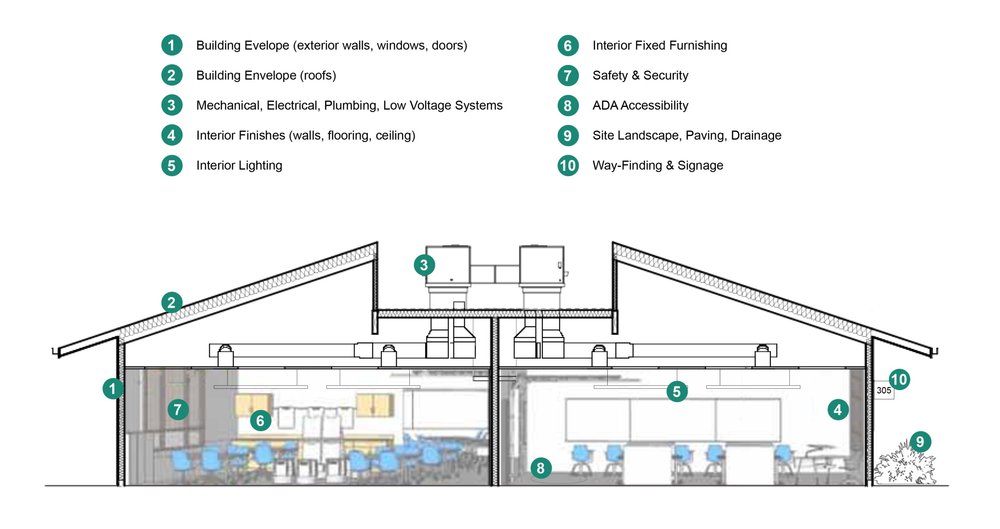 1 Building Evelope (exterior walls, windows, doors)
2 Building Envelope (roofs)
3 Mechanical, Electrical, Plumbing, Low Voltage Systems
4 Interior Finishes (walls, flooring, ceiling)
5 Interior Lighting
6 Interior Fixed Furnishing
7 Safety & Security
8 ADA Accessibility
9 Site Landscape, Paving, Drainage
10 Way-Finding & Signage
3
2
1
7
6
5
8
4
10
305
9